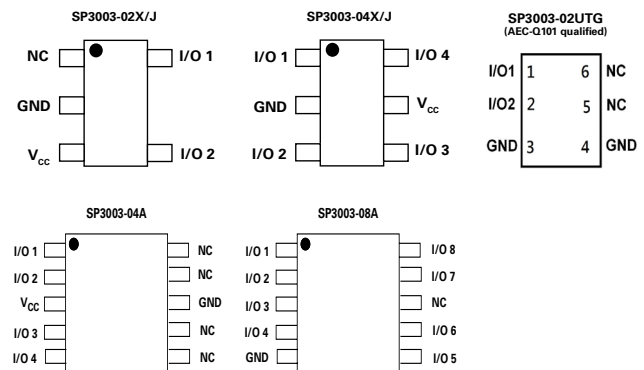 SP3003-02X/J
NC
I/O 1
GND
Vcc
I/O 2
SP3003-04X/J
I/O 1
I/O 4
GND
Vcc
I/O 2
I/O 3
SP3003-02UTG
(AEC-Q101 qualified)
I/O1 1 6 NC
I/O2 2 5 NC
GND 3 4 GND
SP3003-04A
I/O 1
NC
I/O 2
NC
VCC
GND
I/O 3
NC
I/O 4
NC
SP3003-08A
I/O 1
I/O 8
I/O 2
I/O 7
I/O 3
NC
I/O 4
I/O 6
GND
I/O 5